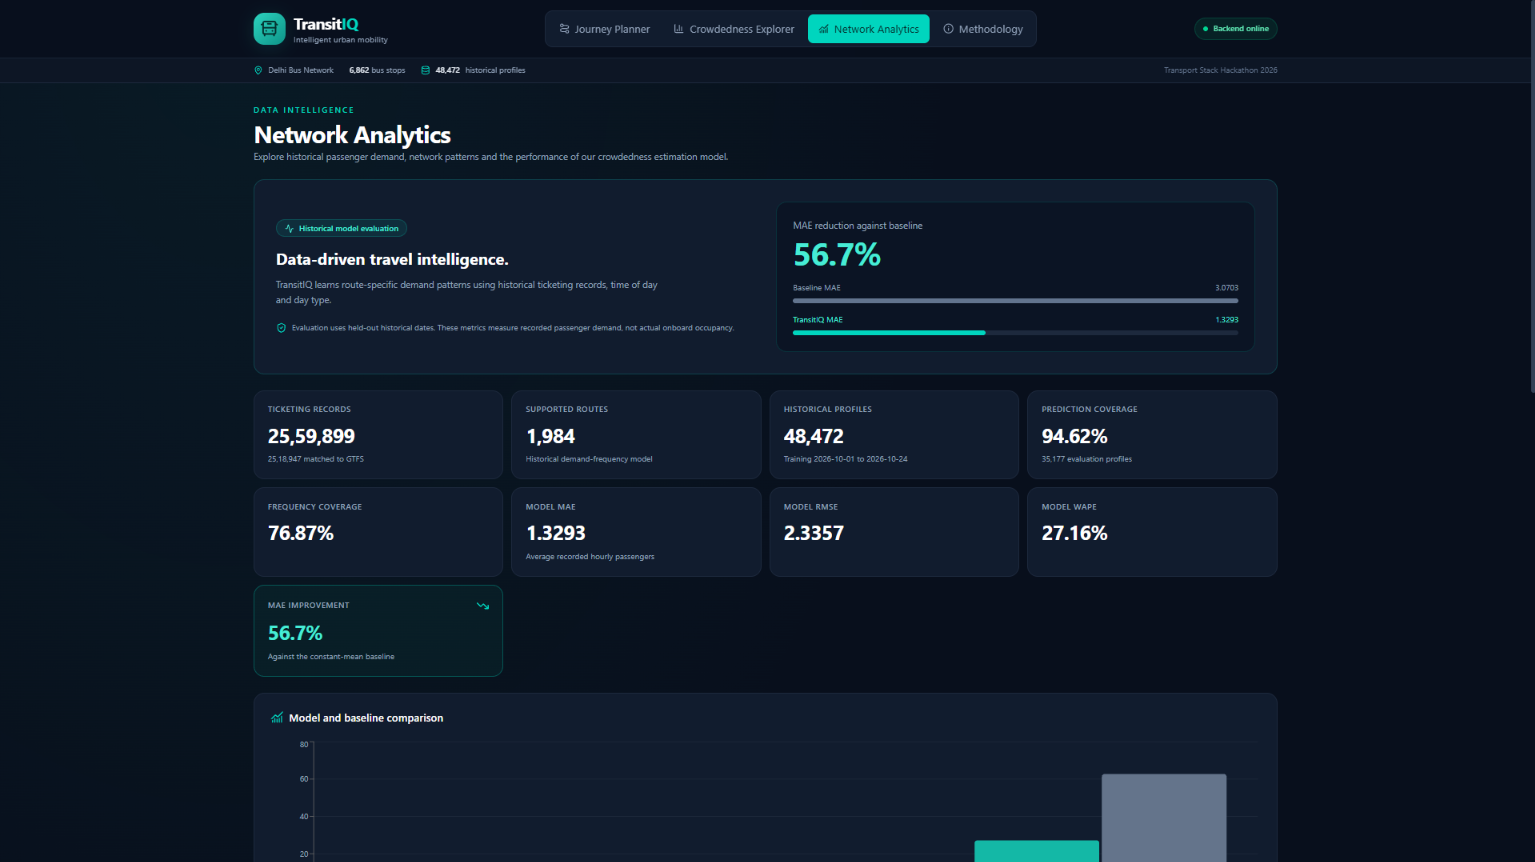 TransitIQ
Intelligent urban mobility
Journey Planner
Crowdedness Explorer
Network Analytics
Methodology
Backend online
Delhi Bus Network
6,862 bus stops
48,472 historical profiles
Transport Stack Hackathon 2026
DATA INTELLIGENCE
Network Analytics
Explore historical passenger demand, network patterns and the performance of our crowdedness estimation model.
Historical model evaluation
Data-driven travel intelligence.
TransitIQ learns route-specific demand patterns using historical ticketing records, time of day
and day type.
Evaluation uses held-out historical dates. These metrics measure recorded passenger demand, not actual onboard occupancy.
MAE reduction against baseline
56.7%
Baseline MAE 3.0703
TransitIQ MAE 1.3293
TICKETING RECORDS
25,59,899
25,18,947 matched to GTFS
SUPPORTED ROUTES
1,984
Historical demand-frequency model
HISTORICAL PROFILES
48,472
Training 2026-10-01 to 2026-10-24
PREDICTION COVERAGE
94.62%
35,177 evaluation profiles
FREQUENCY COVERAGE
76.87%
MODEL MAE
1.3293
Average recorded hourly passengers
MODEL RMSE
2.3357
MODEL WAPE
27.16%
MAE IMPROVEMENT
56.7%
Against the constant-mean baseline
Model and baseline comparison
80
60
40
20